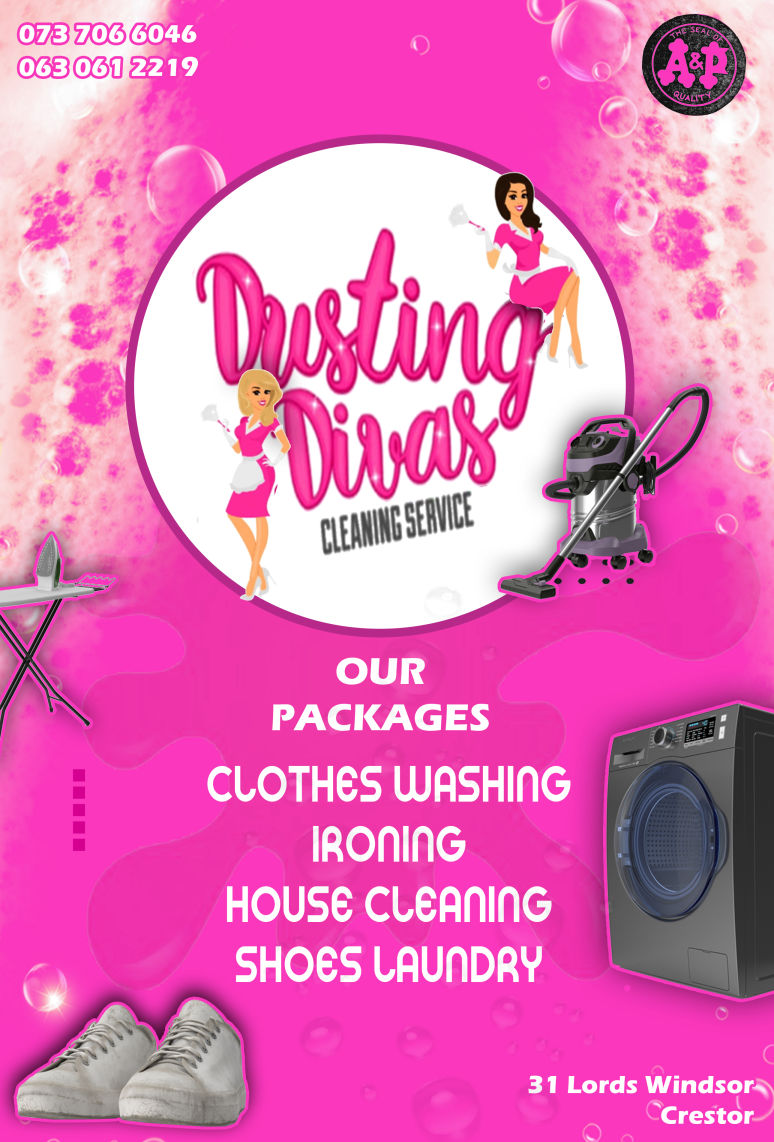 073 706 6046
063 061 2219
THE SEAL OF
A&P
QUALITY
Dusting
Divas
CLEANING SERVICE
OUR
PACKAGES
CLOTHES WASHING
IRONING
HOUSE CLEANING
SHOES LAUNDRY
31 Lords Windsor
Crestor